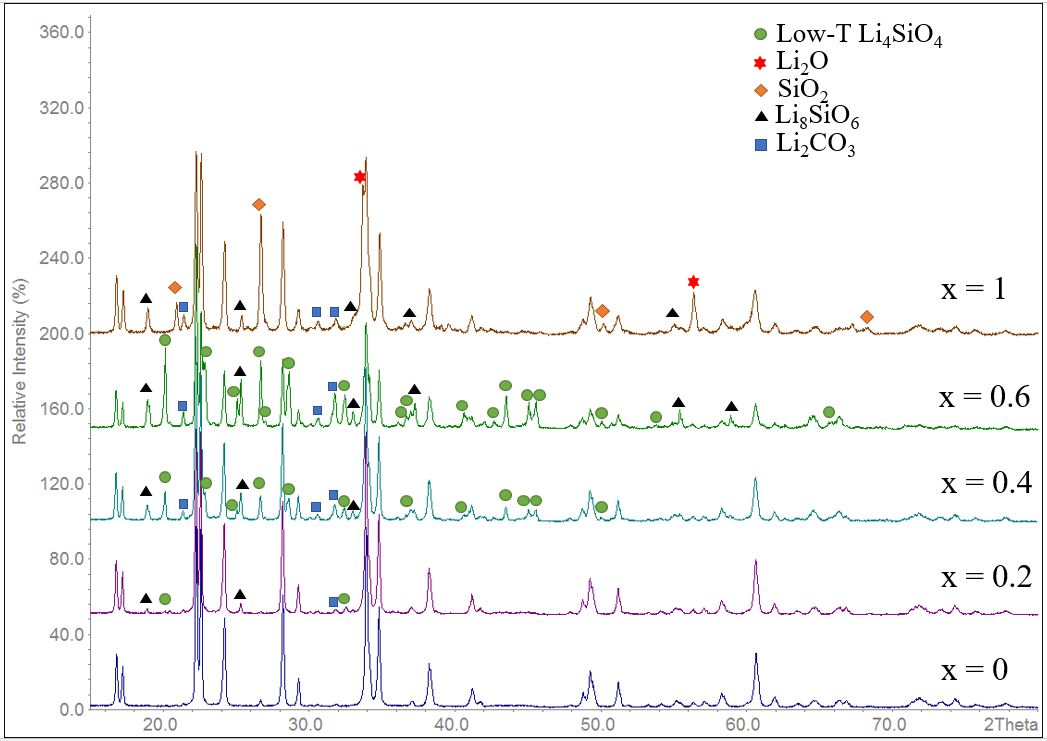 360.0
320.0
280.0
240.0
200.0
160.0
120.0
80.0
40.0
0.0
Relative Intensity (%)
Low-T Li₄SiO₄
Li₂O
SiO₂
Li₈SiO₆
Li₂CO₃
x = 1
x = 0.6
x = 0.4
x = 0.2
x = 0
20.0 30.0 40.0 50.0 60.0 70.0 2Theta